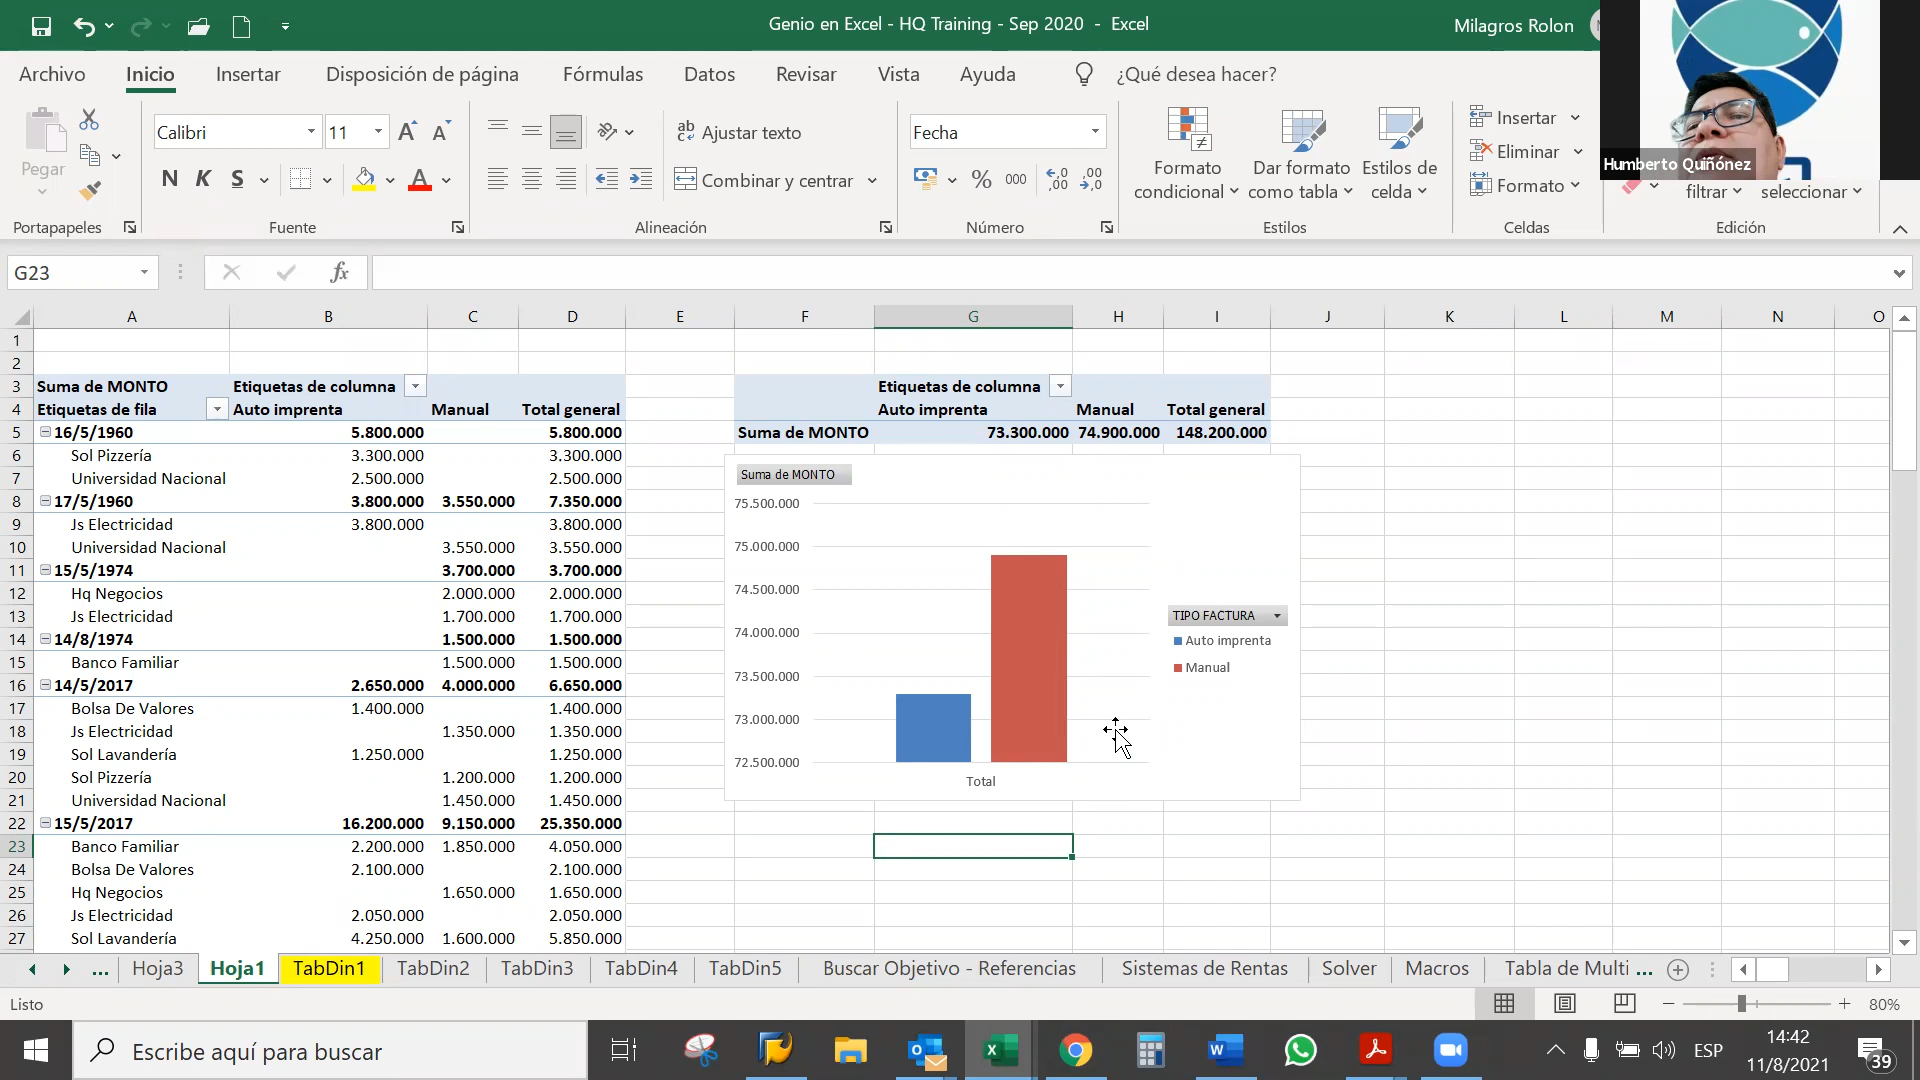 Genio en Excel - HQ Training - Sep 2020 - Excel
Milagros Rolon
Archivo Inicio Insertar Disposición de página Fórmulas Datos Revisar Vista Ayuda ¿Qué desea hacer?
Pegar
Portapapeles
Calibri 11
N K S
Fuente
Ajustar texto
Combinar y centrar
Alineación
Fecha
% 000
Número
Formato condicional
Dar formato como tabla
Estilos de celda
Estilos
Insertar
Eliminar
Formato
Celdas
Humberto Quiñónez
filtrar seleccionar
Edición
G23 fx
A B C D E F G H I J K L M N O
1
2
3 Suma de MONTO Etiquetas de columna Etiquetas de columna
4 Etiquetas de fila Auto imprenta Manual Total general Auto imprenta Manual Total general
5 16/5/1960 5.800.000 5.800.000 Suma de MONTO 73.300.000 74.900.000 148.200.000
6 Sol Pizzería 3.300.000 3.300.000
7 Universidad Nacional 2.500.000 2.500.000
8 17/5/1960 3.800.000 3.550.000 7.350.000
9 Js Electricidad 3.800.000 3.800.000
10 Universidad Nacional 3.550.000 3.550.000
11 15/5/1974 3.700.000 3.700.000
12 Hq Negocios 2.000.000 2.000.000
13 Js Electricidad 1.700.000 1.700.000
14 14/8/1974 1.500.000 1.500.000
15 Banco Familiar 1.500.000 1.500.000
16 14/5/2017 2.650.000 4.000.000 6.650.000
17 Bolsa De Valores 1.400.000 1.400.000
18 Js Electricidad 1.350.000 1.350.000
19 Sol Lavandería 1.250.000 1.250.000
20 Sol Pizzería 1.200.000 1.200.000
21 Universidad Nacional 1.450.000 1.450.000
22 15/5/2017 16.200.000 9.150.000 25.350.000
23 Banco Familiar 2.200.000 1.850.000 4.050.000
24 Bolsa De Valores 2.100.000 2.100.000
25 Hq Negocios 1.650.000 1.650.000
26 Js Electricidad 2.050.000 2.050.000
27 Sol Lavandería 4.250.000 1.600.000 5.850.000
Suma de MONTO
75.500.000
75.000.000
74.500.000
74.000.000
73.500.000
73.000.000
72.500.000
Total
TIPO FACTURA
Auto imprenta
Manual
... Hoja3 Hoja1 TabDin1 TabDin2 TabDin3 TabDin4 TabDin5 Buscar Objetivo - Referencias Sistemas de Rentas Solver Macros Tabla de Multi ...
Listo 80%
Escribe aquí para buscar
ESP
14:42
11/8/2021
39